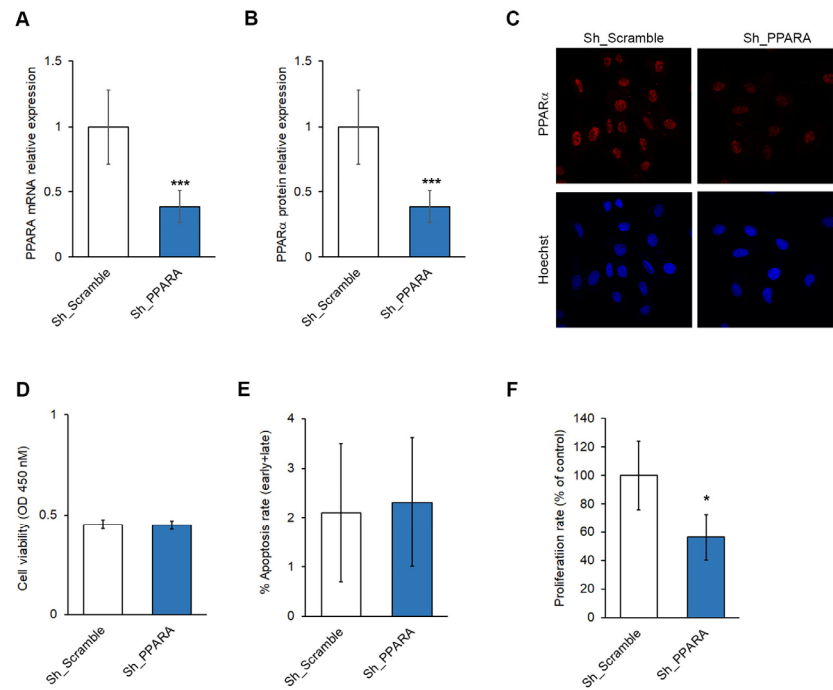 A
PPARA mRNA relative expression
1.5
1
0.5
0
***
Sh_Scramble
Sh_PPARA
B
PPARα protein relative expression
1.5
1
0.5
0
***
Sh_Scramble
Sh_PPARA
C
Sh_Scramble
Sh_PPARA
PPARα
Hoechst
D
Cell viability (OD 450 nM)
1
0.5
0
Sh_Scramble
Sh_PPARA
E
% Apoptosis rate (early+late)
4
3
2
1
0
Sh_Scramble
Sh_PPARA
F
Proliferatiion rate (% of control)
140
120
100
80
60
40
20
0
*
Sh_Scramble
Sh_PPARA